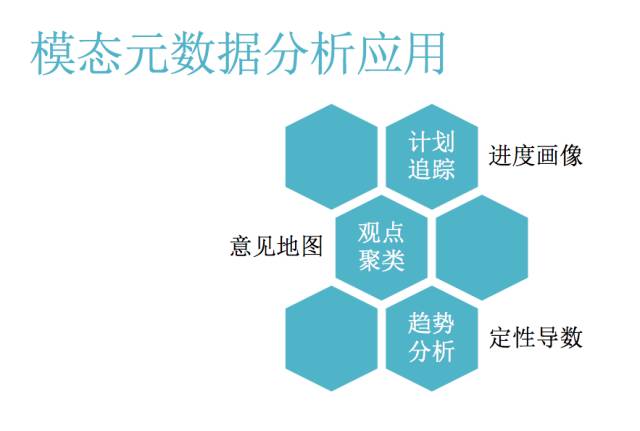 模态元数据分析应用
计划
追踪
进度画像
意见地图
观点
聚类
趋势
分析
定性导数